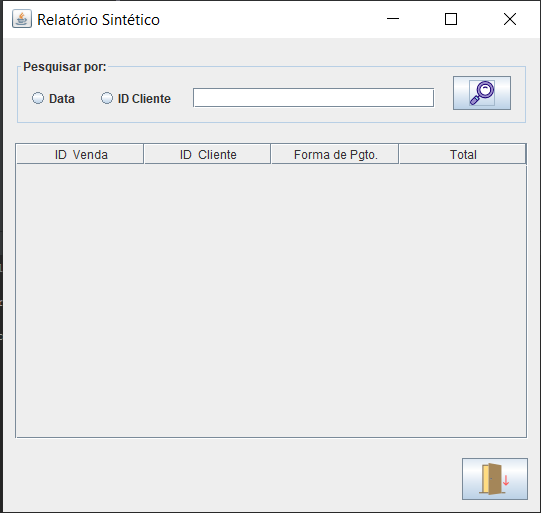 Relatório Sintético
Pesquisar por:
Data ID Cliente
ID Venda ID Cliente Forma de Pgto. Total